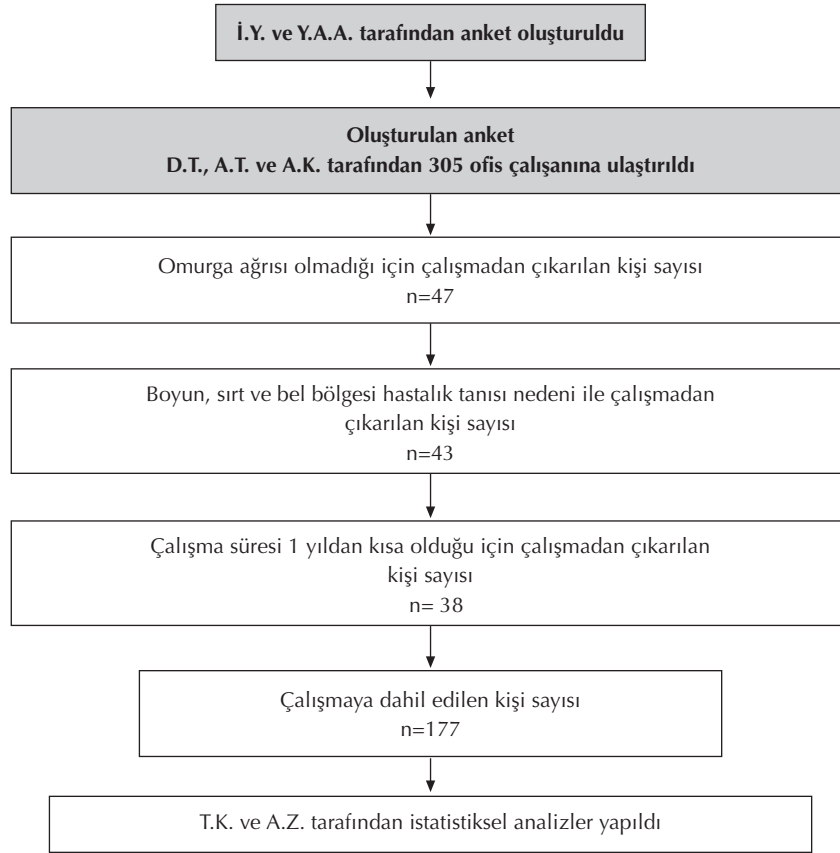 İ.Y. ve Y.A.A. tarafından anket oluşturuldu
Oluşturulan anket
D.T., A.T. ve A.K. tarafından 305 ofis çalışanına ulaştırıldı
Omurga ağrısı olmadığı için çalışmadan çıkarılan kişi sayısı
n=47
Boyun, sırt ve bel bölgesi hastalık tanısı nedeni ile çalışmadan
çıkarılan kişi sayısı
n=43
Çalışma süresi 1 yıldan kısa olduğu için çalışmadan çıkarılan
kişi sayısı
n= 38
Çalışmaya dahil edilen kişi sayısı
n=177
T.K. ve A.Z. tarafından istatistiksel analizler yapıldı